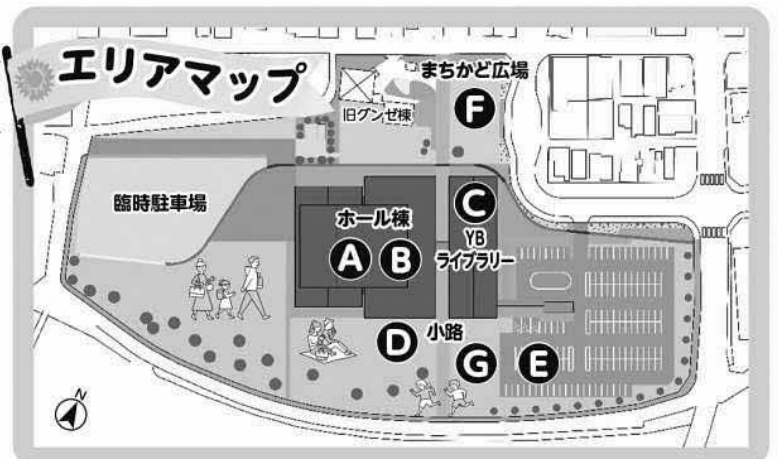 エリアマップ
まちかど広場
F
旧グンゼ棟
臨時駐車場
ホール棟
A B
C
YB
ライブラリー
D
小路
G
E
N